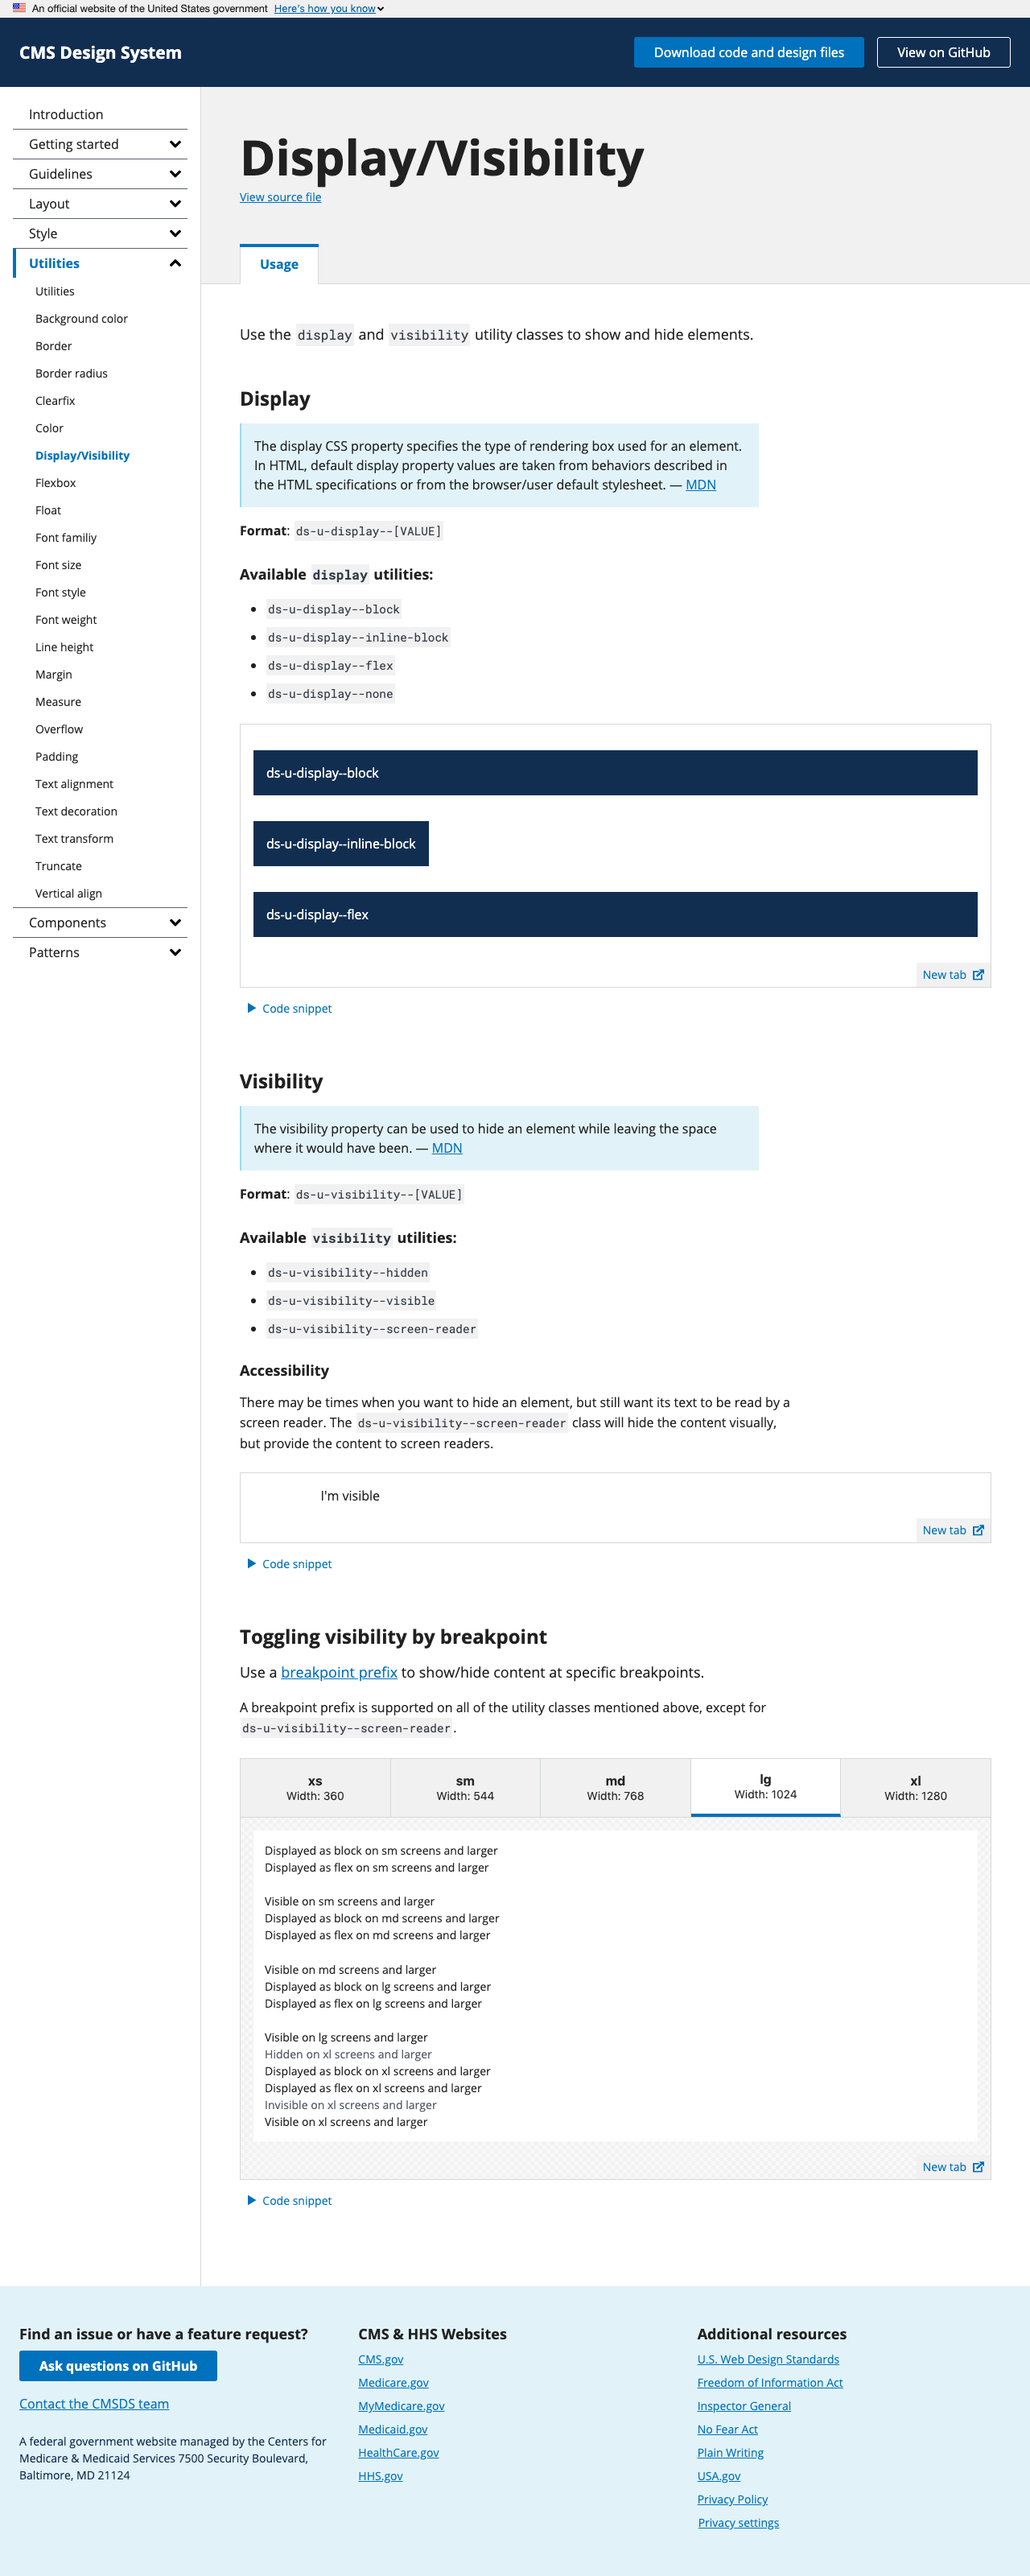 An official website of the United States government Here's how you know
CMS Design System
Download code and design files
View on GitHub
Introduction
Getting started
Guidelines
Layout
Style
Utilities
Utilities
Background color
Border
Border radius
Clearfix
Color
Display/Visibility
Flexbox
Float
Font familiy
Font size
Font style
Font weight
Line height
Margin
Measure
Overflow
Padding
Text alignment
Text decoration
Text transform
Truncate
Vertical align
Components
Patterns
Display/Visibility
View source file
Usage
Use the display and visibility utility classes to show and hide elements.
Display
The display CSS property specifies the type of rendering box used for an element.
In HTML, default display property values are taken from behaviors described in
the HTML specifications or from the browser/user default stylesheet. — MDN
Format: ds-u-display--[VALUE]
Available display utilities:
ds-u-display--block
ds-u-display--inline-block
ds-u-display--flex
ds-u-display--none
ds-u-display--block
ds-u-display--inline-block
ds-u-display--flex
New tab
Code snippet
Visibility
The visibility property can be used to hide an element while leaving the space
where it would have been. — MDN
Format: ds-u-visibility--[VALUE]
Available visibility utilities:
ds-u-visibility--hidden
ds-u-visibility--visible
ds-u-visibility--screen-reader
Accessibility
There may be times when you want to hide an element, but still want its text to be read by a
screen reader. The ds-u-visibility--screen-reader class will hide the content visually,
but provide the content to screen readers.
I'm visible
New tab
Code snippet
Toggling visibility by breakpoint
Use a breakpoint prefix to show/hide content at specific breakpoints.
A breakpoint prefix is supported on all of the utility classes mentioned above, except for
ds-u-visibility--screen-reader.
xs
Width: 360
sm
Width: 544
md
Width: 768
lg
Width: 1024
xl
Width: 1280
Displayed as block on sm screens and larger
Displayed as flex on sm screens and larger
Visible on sm screens and larger
Displayed as block on md screens and larger
Displayed as flex on md screens and larger
Visible on md screens and larger
Displayed as block on lg screens and larger
Displayed as flex on lg screens and larger
Visible on lg screens and larger
Hidden on xl screens and larger
Displayed as block on xl screens and larger
Displayed as flex on xl screens and larger
Invisible on xl screens and larger
Visible on xl screens and larger
New tab
Code snippet
Find an issue or have a feature request?
Ask questions on GitHub
Contact the CMSDS team
A federal government website managed by the Centers for
Medicare & Medicaid Services 7500 Security Boulevard,
Baltimore, MD 21124
CMS & HHS Websites
CMS.gov
Medicare.gov
MyMedicare.gov
Medicaid.gov
HealthCare.gov
HHS.gov
Additional resources
U.S. Web Design Standards
Freedom of Information Act
Inspector General
No Fear Act
Plain Writing
USA.gov
Privacy Policy
Privacy settings